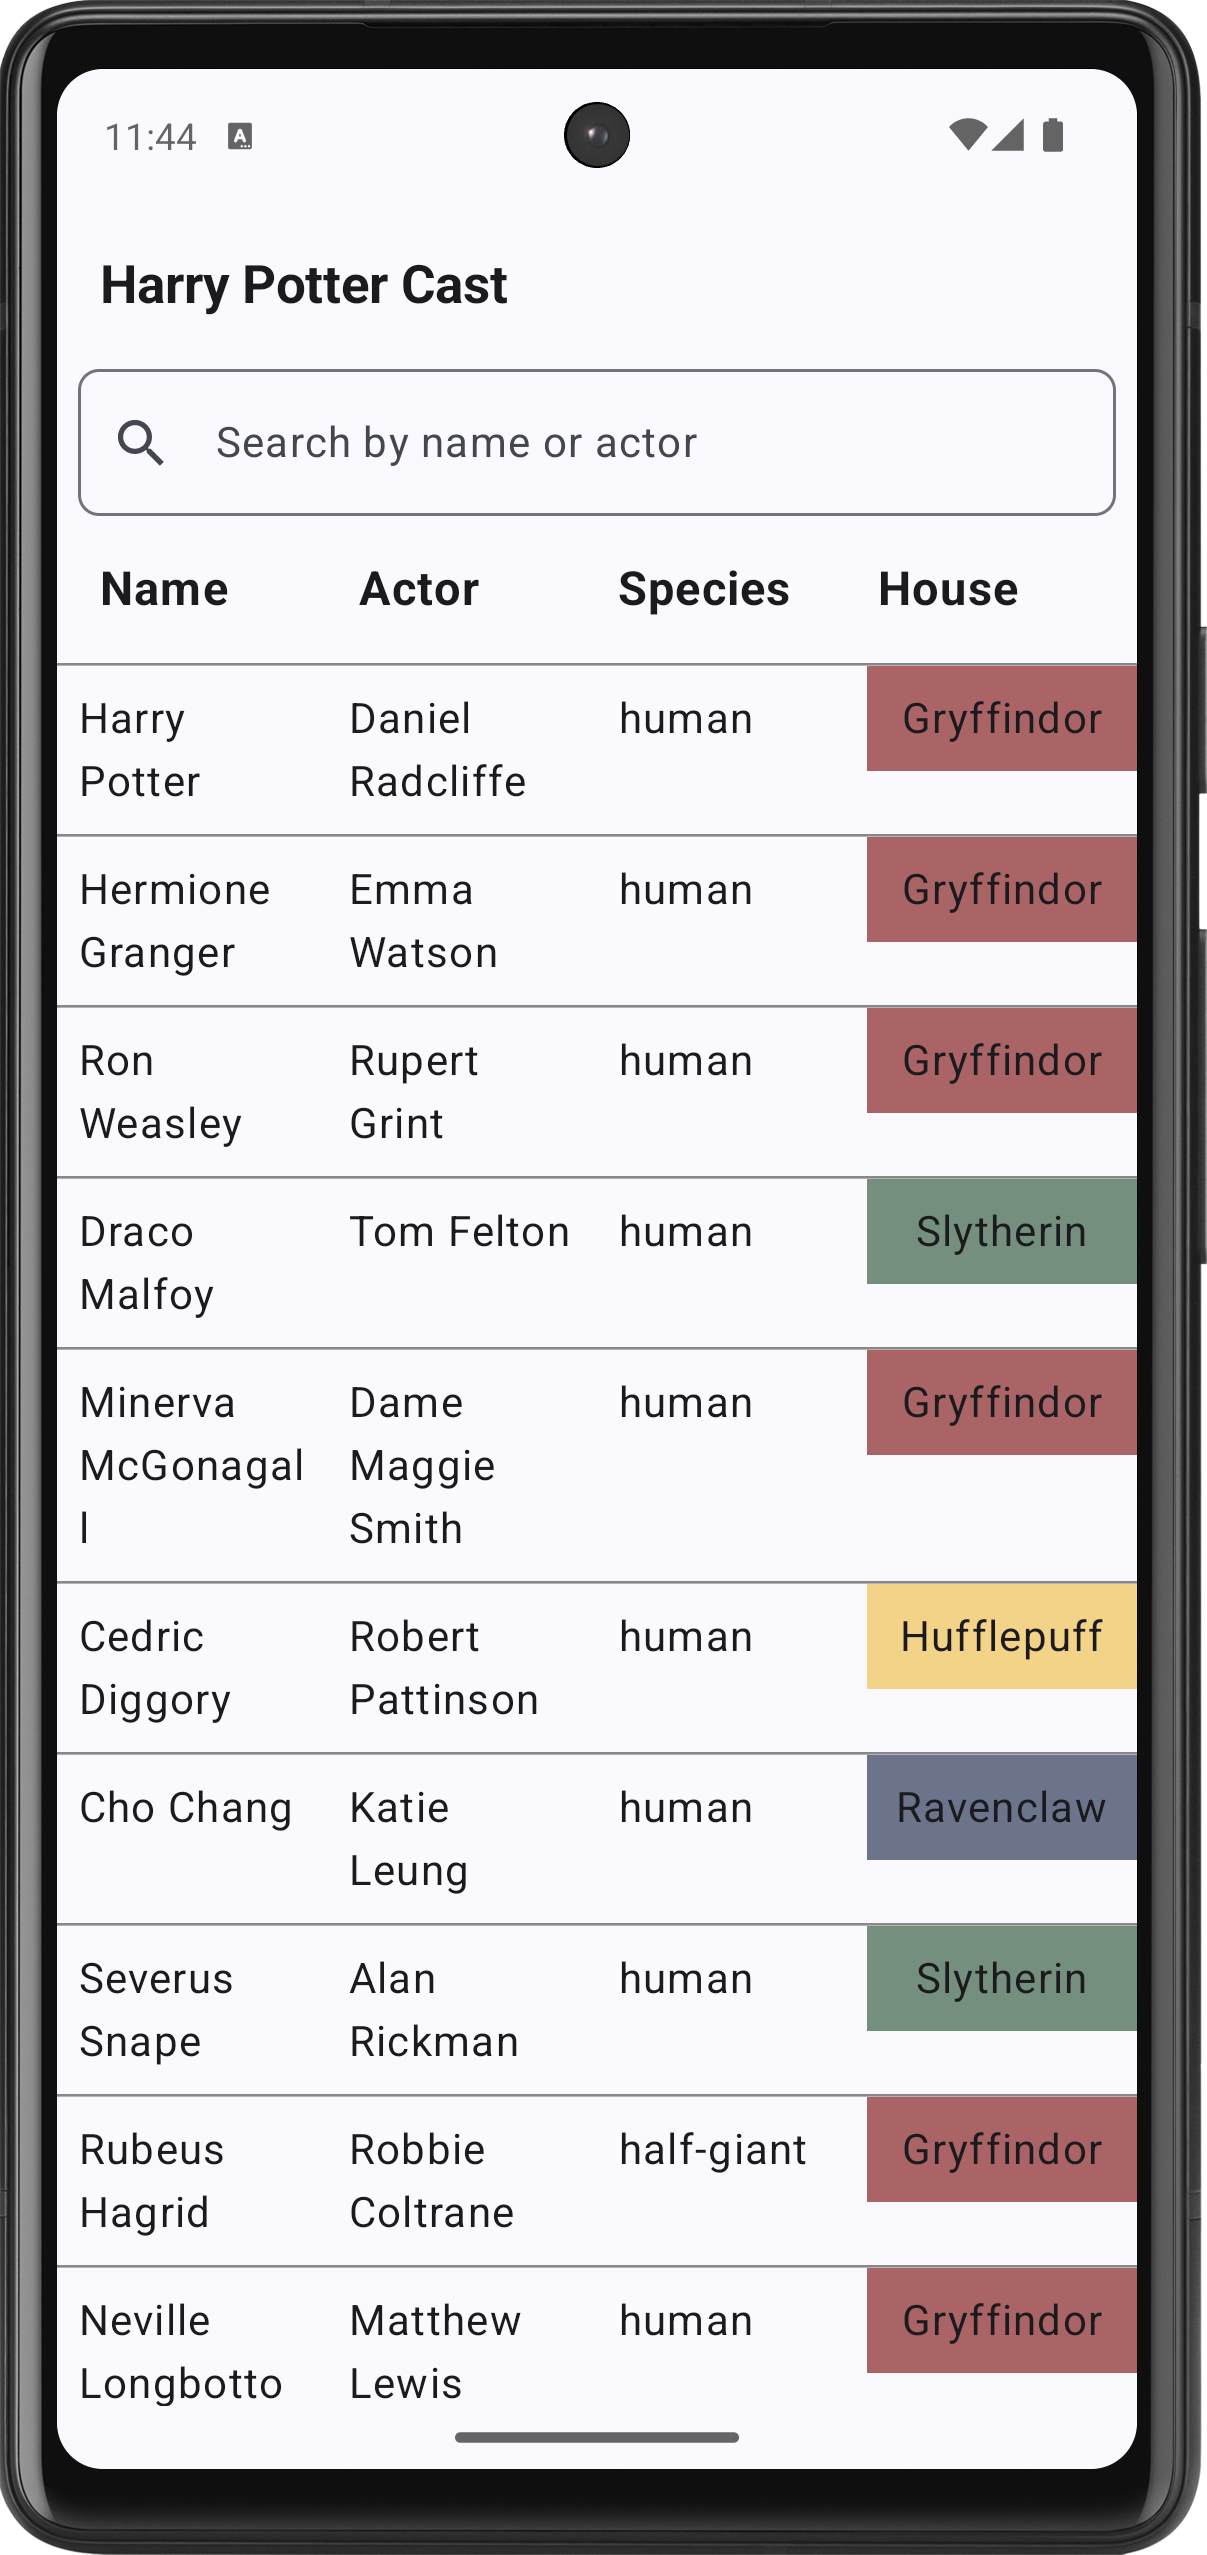 11:44 A
Harry Potter Cast
Search by name or actor
Name Actor Species House
Harry Daniel human Gryffindor
Potter Radcliffe
Hermione Emma human Gryffindor
Granger Watson
Ron Rupert human Gryffindor
Weasley Grint
Draco Tom Felton human Slytherin
Malfoy
Minerva Dame human Gryffindor
McGonagal Maggie
l Smith
Cedric Robert human Hufflepuff
Diggory Pattinson
Cho Chang Katie human Ravenclaw
Leung
Severus Alan human Slytherin
Snape Rickman
Rubeus Robbie half-giant Gryffindor
Hagrid Coltrane
Neville Matthew human Gryffindor
Longbotto Lewis